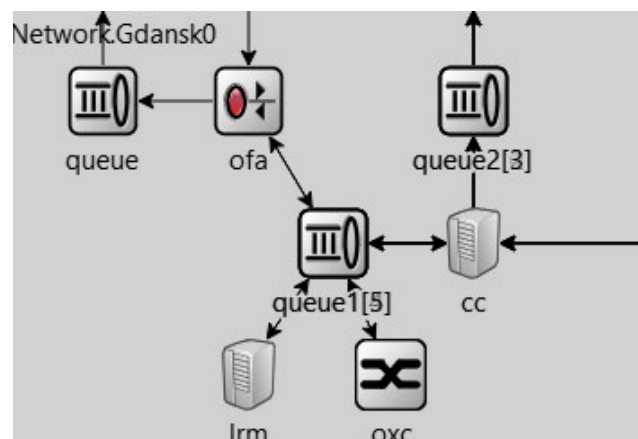 Network.Gdansk0
queue
ofa
queue2[3]
queue1[5]
cc
lrm
oxc